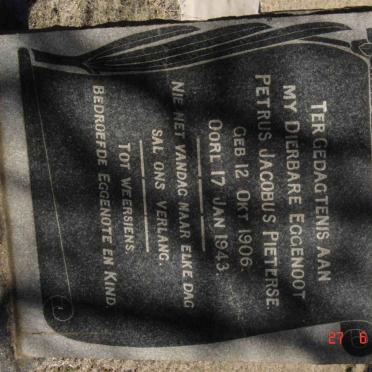 TER GEDAGTENIS AAN
MY DIERBARE EGGENOOT
PETRUS JACOBUS PIETERSE.
GEB 12 OKT 1906.
OORL 17 JAN 1943.
NIE NET VANDAG MAAR ELKE DAG
SAL ONS VERLANG.
TOT WEERSIENS.
BEDROEFDE EGGENOTE EN KIND.
27 6